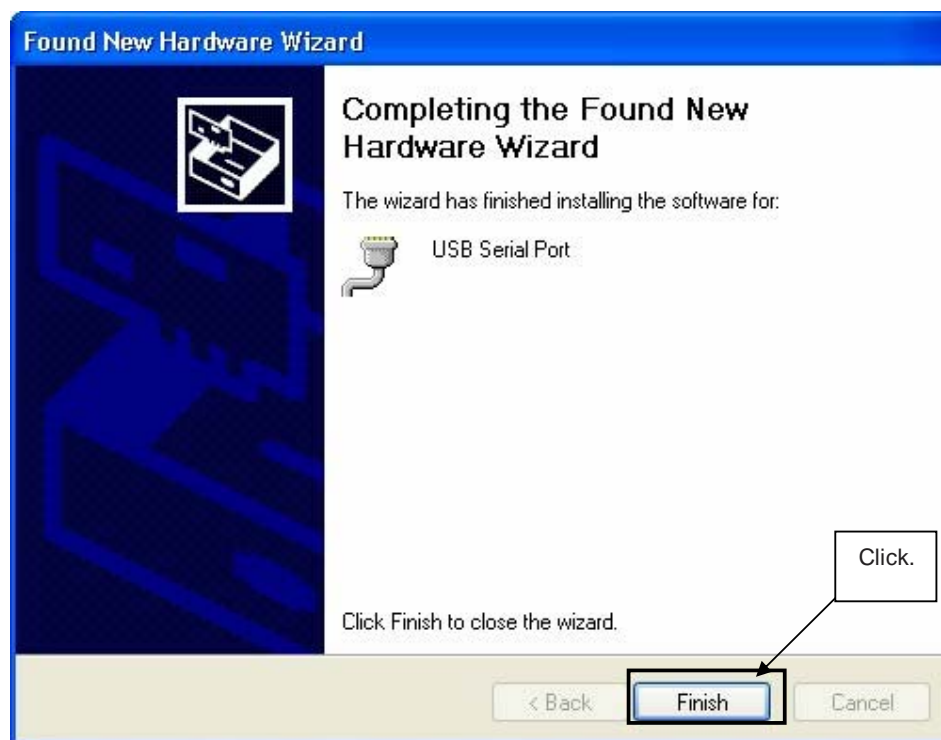 Found New Hardware Wizard
Completing the Found New
Hardware Wizard
The wizard has finished installing the software for:
USB Serial Port
Click.
Click Finish to close the wizard.
< Back
Finish
Cancel